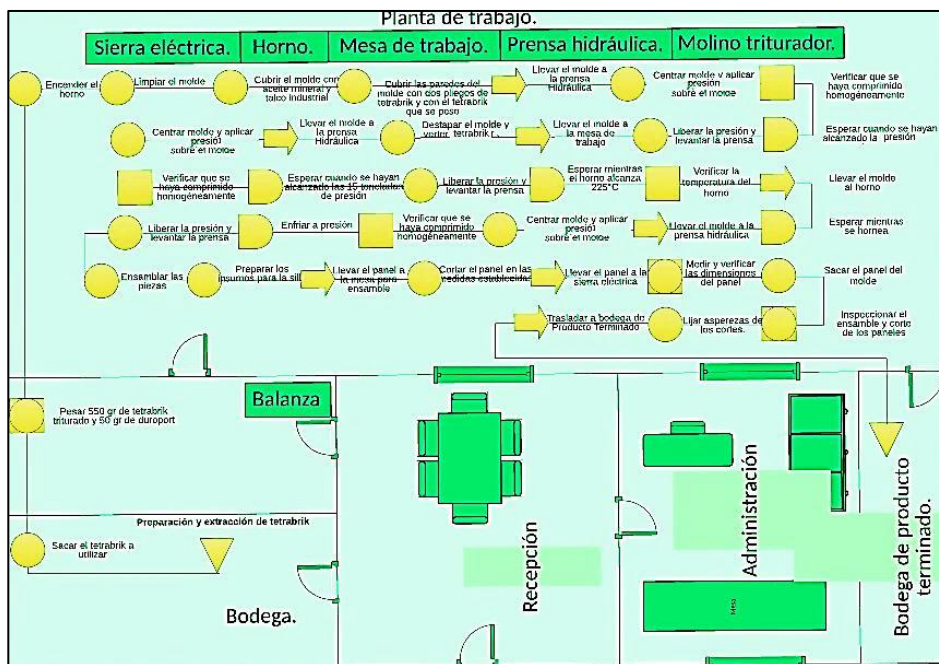 Planta de trabajo.
Sierra eléctrica.
Horno.
Mesa de trabajo.
Prensa hidráulica.
Molino triturador.
Encender el
horno
Limpiar el molde
Cubrir el molde con
aceite mineral y
talco industrial
Cubrir las paredes del
molde con dos pliegos de
tetrabrik y con el tetrabrik
que se peso
Llevar el molde a
la prensa
Hidráulica
Centrar molde y aplicar
presión
sobre el molde
Verificar que se
haya comprimido
homogéneamente
Centrar molde y aplicar
presión
sobre el molde
Llevar el molde a
la prensa
Hidráulica
Destapar el molde y
verter tetrabrik
Llevar el molde a
la mesa de
trabajo
Liberar la presión y
levantar la prensa
Esperar cuando se hayan
alcanzado la presión
Verificar que se
haya comprimido
homogéneamente
Esperar cuando se hayan
alcanzado las 15 toneladas
de presión
Liberar la presión y
levantar la prensa
Esperar mientras
el horno alcanza
225°C
Verificar la
temperatura del
horno
Llevar el molde
al horno
Liberar la presión y
levantar la prensa
Enfriar a presión
Verificar que se
haya comprimido
homogéneamente
Centrar molde y aplicar
presión
sobre el molde
Llevar el molde a la
prensa hidráulica
Esperar mientras
se hornea
Ensamblar las
piezas
Preparar los
insumos para la sill
Llevar el panel a
la mesa para
ensamble
Cortar el panel en las
medidas establecidas
Llevar el panel a la
sierra eléctrica
Medir y verificar
las dimensiones
del panel
Sacar el panel del
molde
Trasladar a bodega de
Producto Terminado
Lijar asperezas de
los cortes.
Inspeccionar el
ensamble y corte
de los paneles
Balanza
Pesar 550 gr de tetrabrik
triturado y 50 gr de duroport
Preparación y extracción de tetrabrik
Sacar el tetrabrik a
utilizar
Bodega.
Recepción
Administración
Mesa
Bodega de producto
terminado.